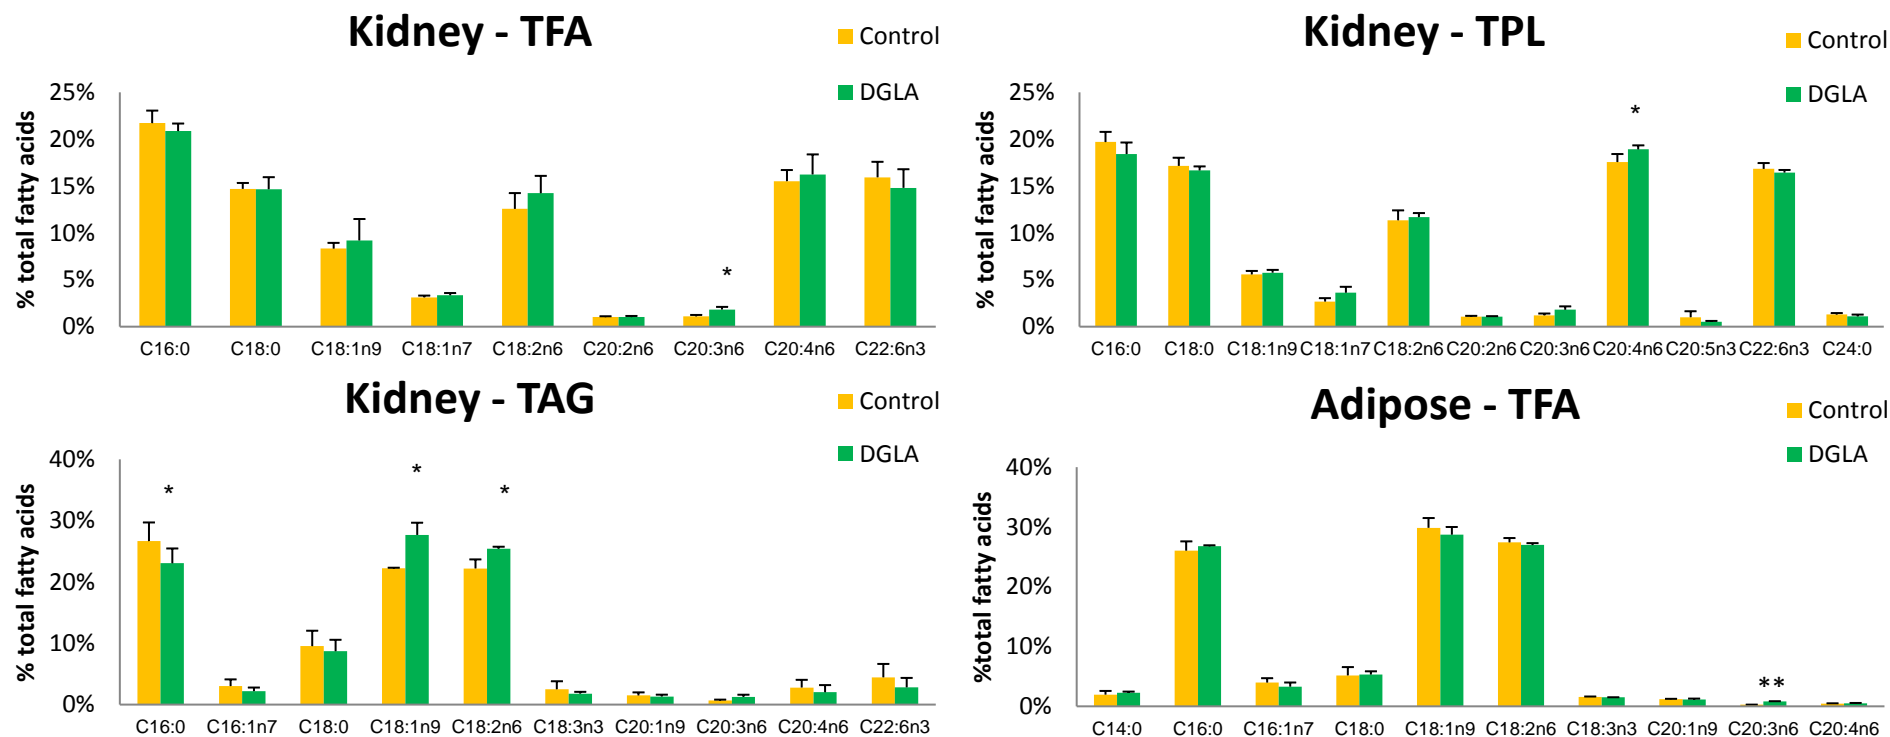 Kidney - TFA
Control
DGLA
% total fatty acids
25%
20%
15%
10%
5%
0%
*
C16:0 C18:0 C18:1n9 C18:1n7 C18:2n6 C20:2n6 C20:3n6 C20:4n6 C22:6n3
Kidney - TPL
Control
DGLA
% total fatty acids
25%
20%
15%
10%
5%
0%
*
C16:0 C18:0 C18:1n9 C18:1n7 C18:2n6 C20:2n6 C20:3n6 C20:4n6 C20:5n3 C22:6n3 C24:0
Kidney - TAG
Control
DGLA
% total fatty acids
40%
30%
20%
10%
0%
* * *
C16:0 C16:1n7 C18:0 C18:1n9 C18:2n6 C18:3n3 C20:1n9 C20:3n6 C20:4n6 C22:6n3
Adipose - TFA
Control
DGLA
%total fatty acids
40%
30%
20%
10%
0%
**
C14:0 C16:0 C16:1n7 C18:0 C18:1n9 C18:2n6 C18:3n3 C20:1n9 C20:3n6 C20:4n6